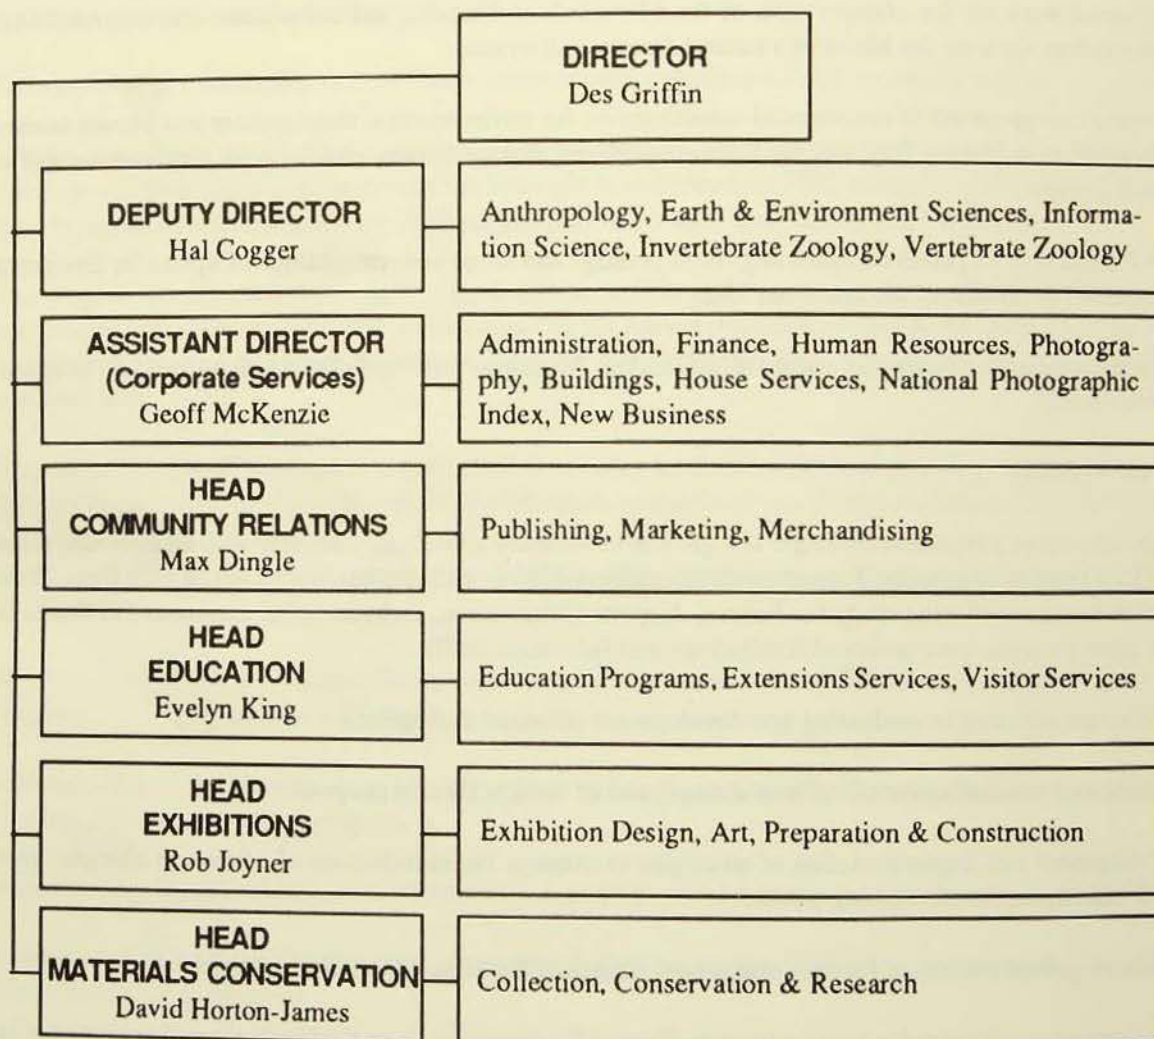 DIRECTOR
Des Griffin
DEPUTY DIRECTOR
Hal Cogger
Anthropology, Earth & Environment Sciences, Informa-
tion Science, Invertebrate Zoology, Vertebrate Zoology
ASSISTANT DIRECTOR
(Corporate Services)
Geoff McKenzie
Administration, Finance, Human Resources, Photogra-
phy, Buildings, House Services, National Photographic
Index, New Business
HEAD
COMMUNITY RELATIONS
Max Dingle
Publishing, Marketing, Merchandising
HEAD
EDUCATION
Evelyn King
Education Programs, Extensions Services, Visitor Services
HEAD
EXHIBITIONS
Rob Joyner
Exhibition Design, Art, Preparation & Construction
HEAD
MATERIALS CONSERVATION
David Horton-James
Collection, Conservation & Research